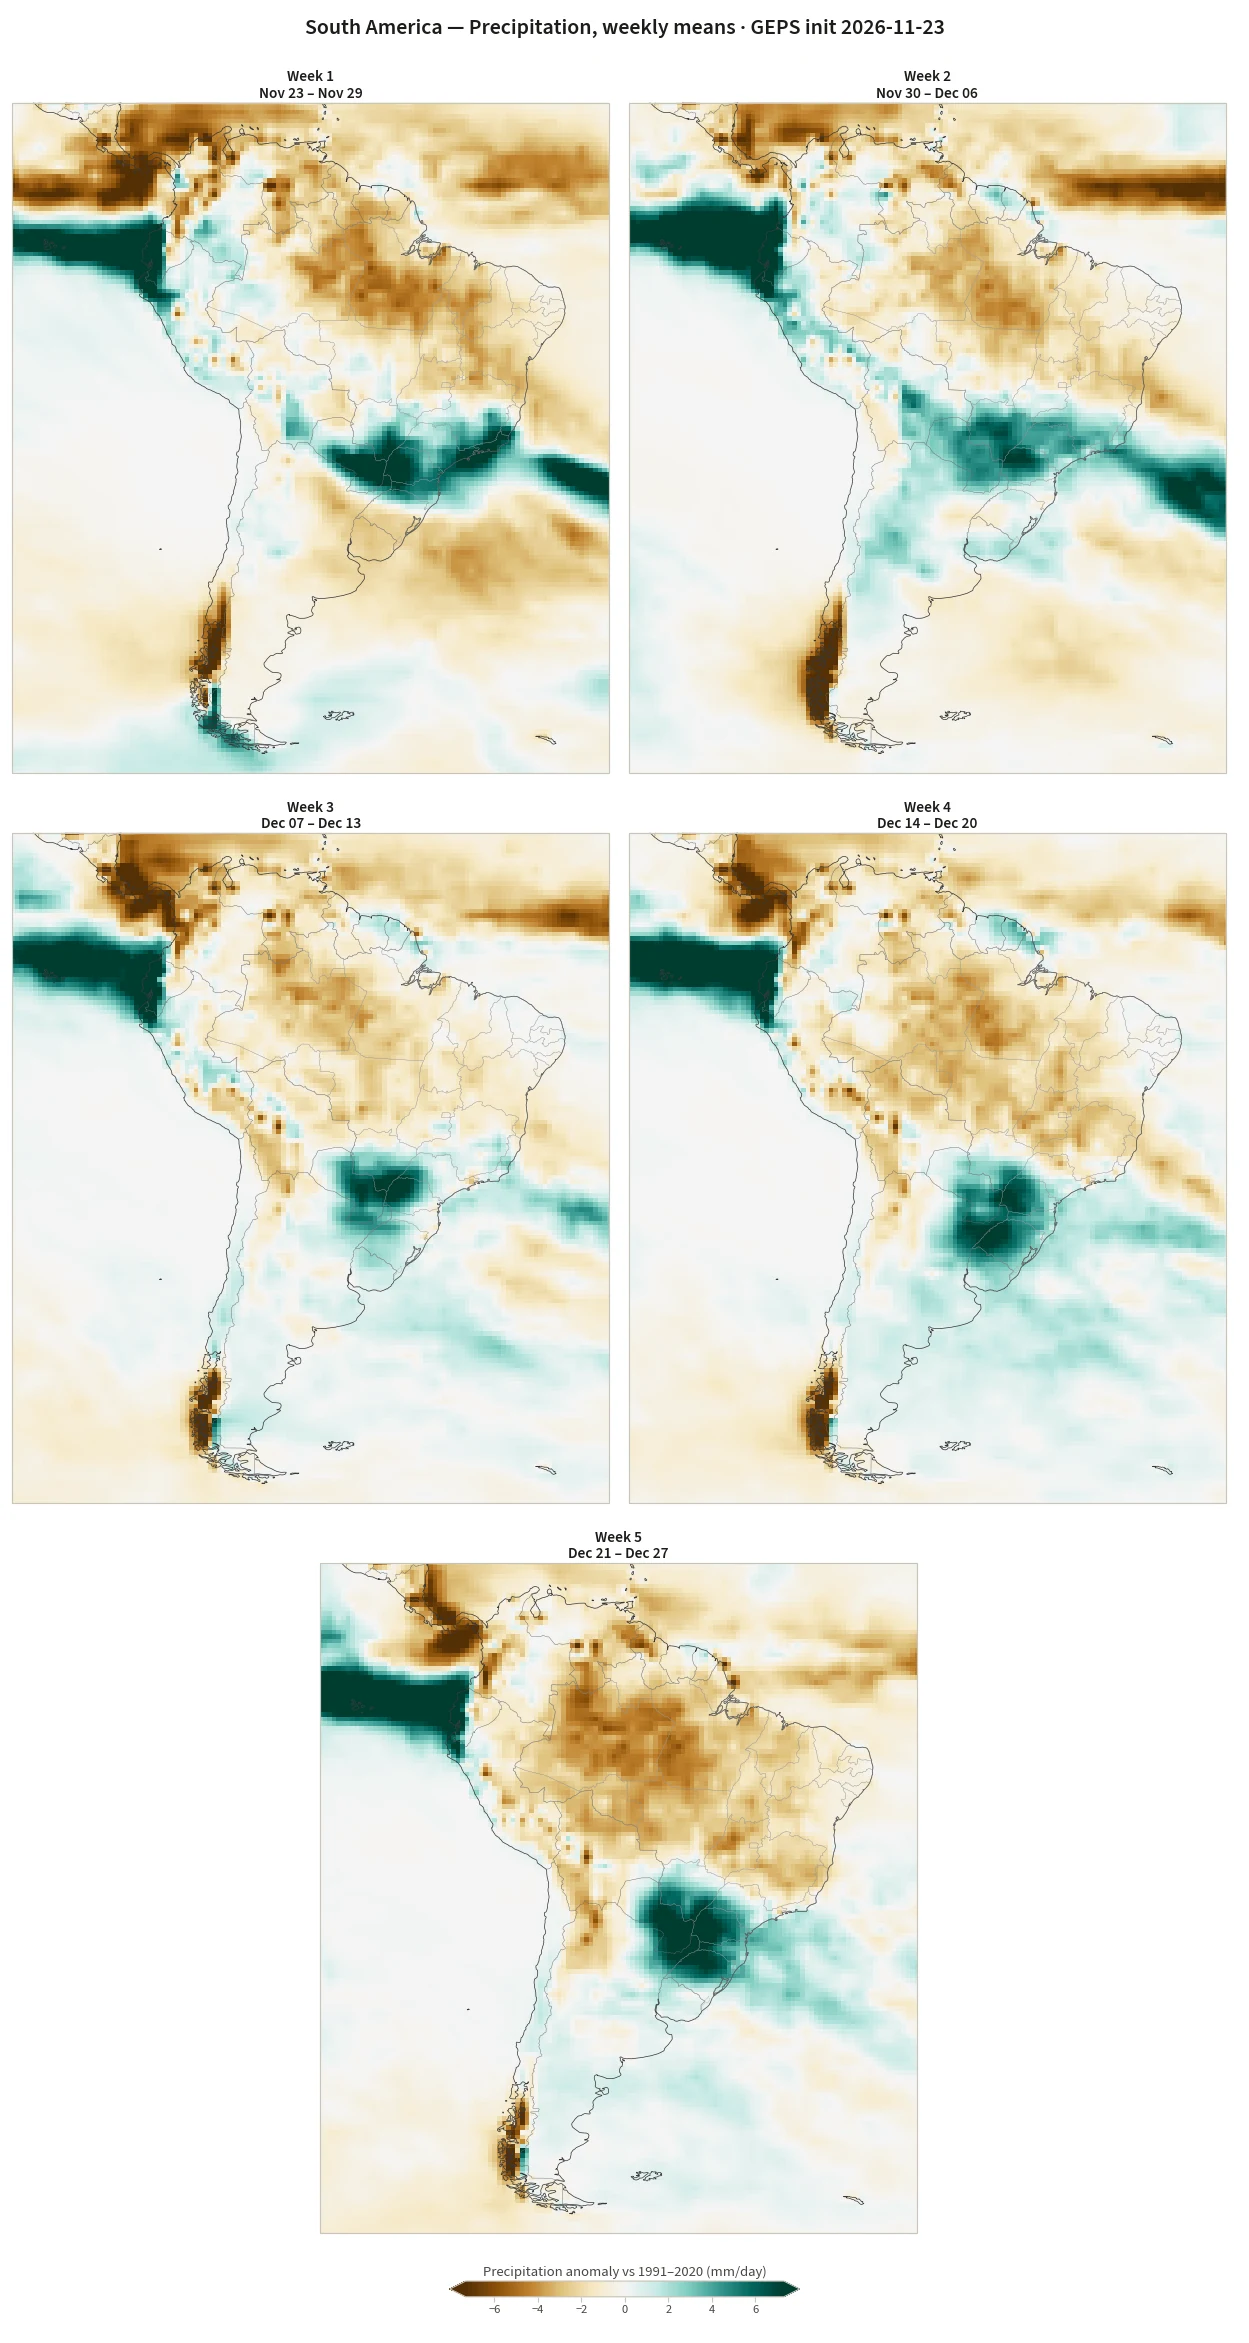 South America — Precipitation, weekly means · GEPS init 2026-11-23
Week 1
Nov 23 – Nov 29
Week 2
Nov 30 – Dec 06
Week 3
Dec 07 – Dec 13
Week 4
Dec 14 – Dec 20
Week 5
Dec 21 – Dec 27
Precipitation anomaly vs 1991–2020 (mm/day)
−6 −4 −2 0 2 4 6